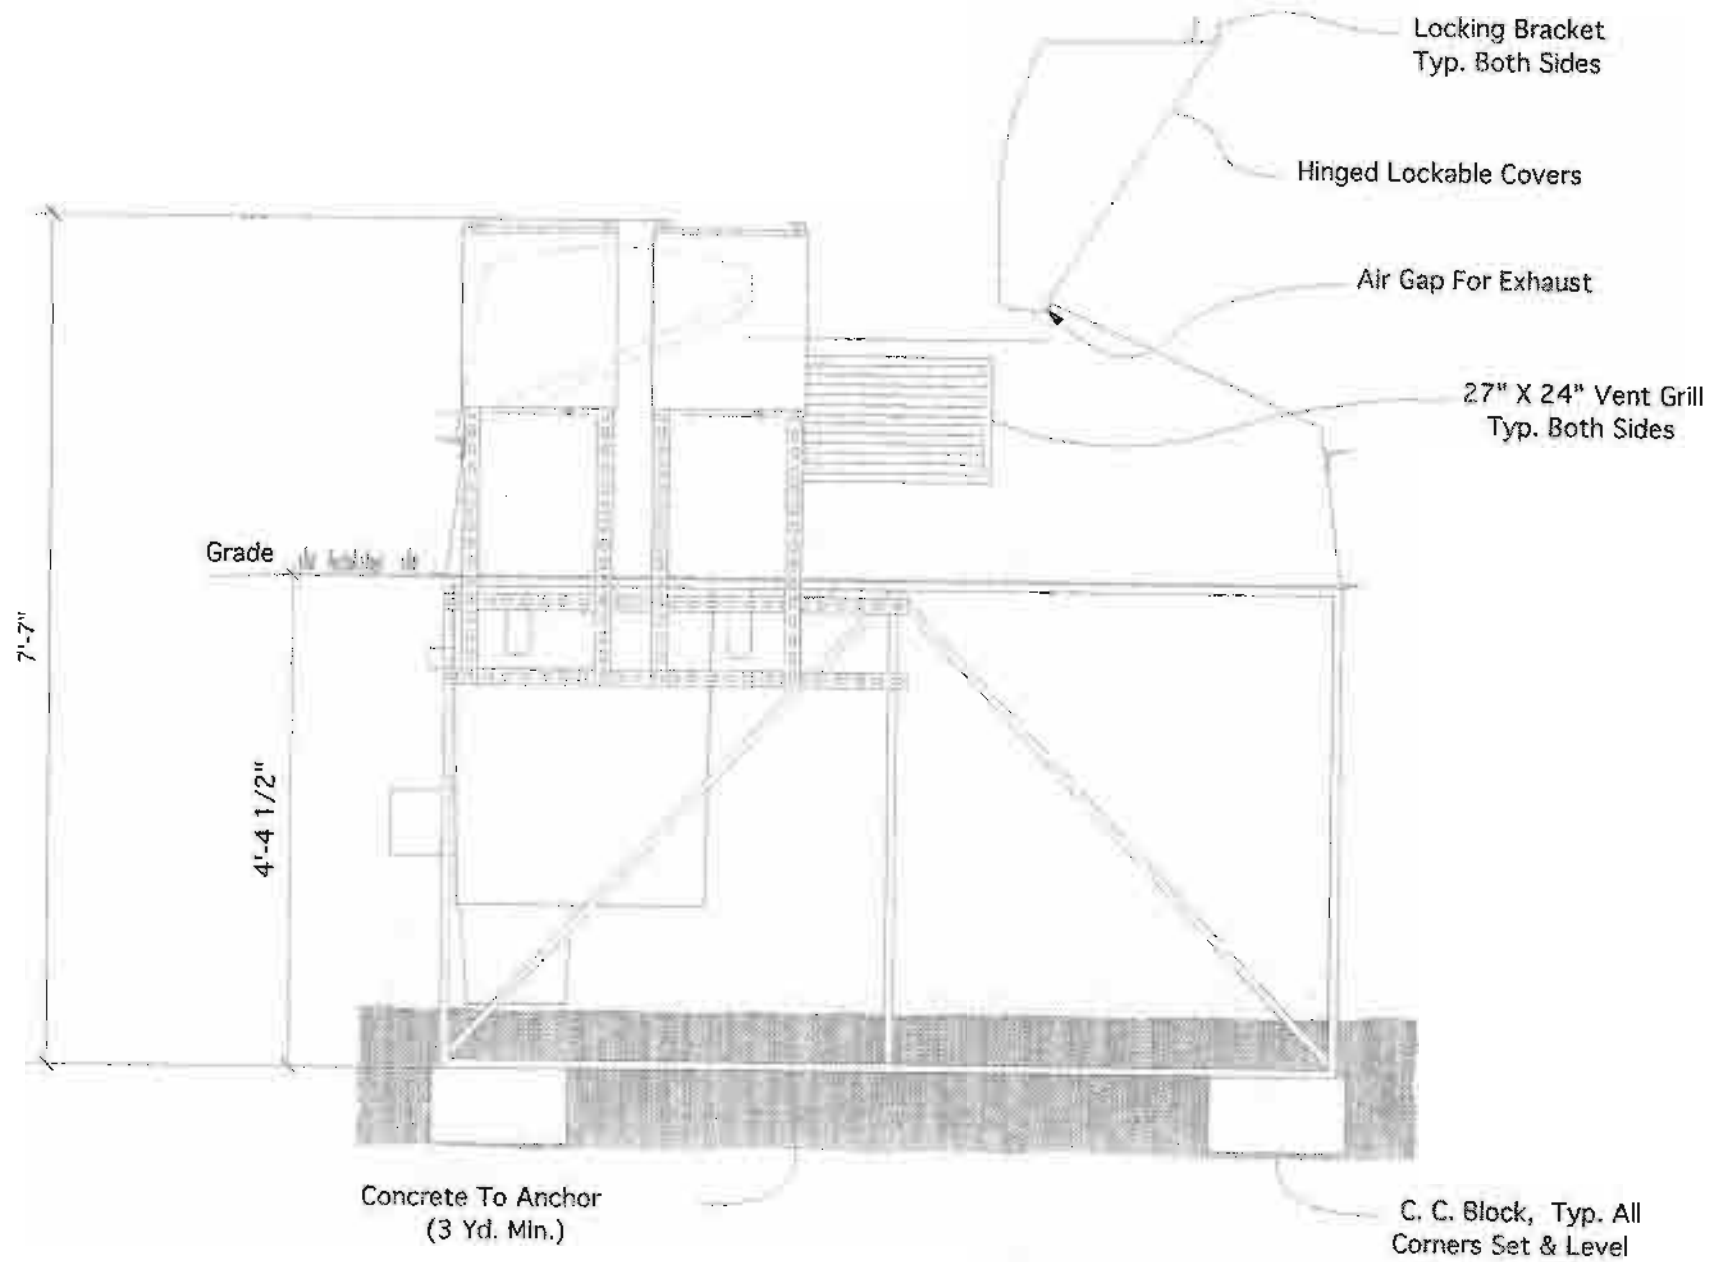 Locking Bracket
Typ. Both Sides
Hinged Lockable Covers
Air Gap For Exhaust
27" X 24" Vent Grill
Typ. Both Sides
Grade
7'-7"
4'-4 1/2"
Concrete To Anchor
(3 Yd. Min.)
C. C. Block, Typ. All
Corners Set & Level